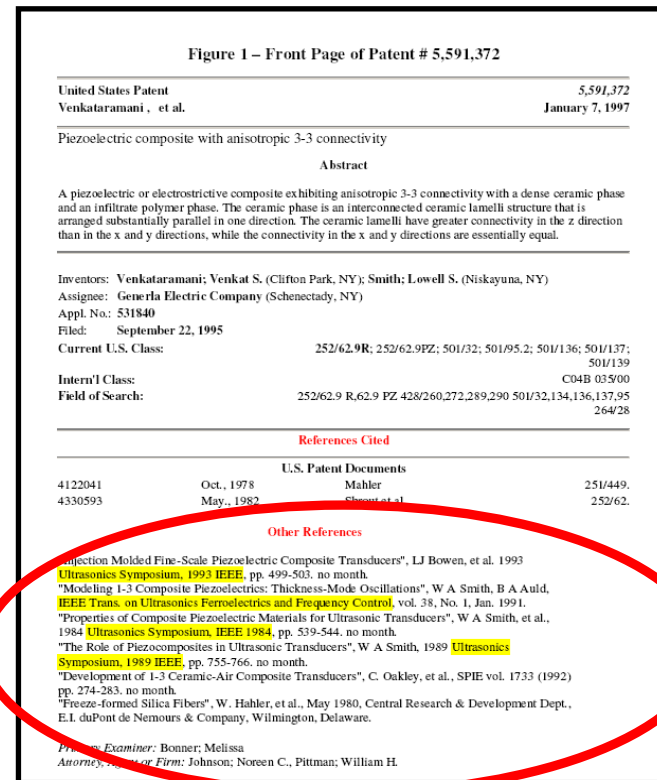 Figure 1 – Front Page of Patent # 5,591,372
United States Patent 5,591,372
Venkataramani , et al. January 7, 1997
Piezoelectric composite with anisotropic 3-3 connectivity
Abstract
A piezoelectric or electrostrictive composite exhibiting anisotropic 3-3 connectivity with a dense ceramic phase
and an infiltrate polymer phase. The ceramic phase is an interconnected ceramic lamelli structure that is
arranged substantially parallel in one direction. The ceramic lamelli have greater connectivity in the z direction
than in the x and y directions, while the connectivity in the x and y directions are essentially equal.
Inventors: Venkataramani; Venkat S. (Clifton Park, NY); Smith; Lowell S. (Niskayuna, NY)
Assignee: Generla Electric Company (Schenectady, NY)
Appl. No.: 531840
Filed: September 22, 1995
Current U.S. Class: 252/62.9R; 252/62.9PZ; 501/32; 501/95.2; 501/136; 501/137;
501/139
Intern'l Class: C04B 035/00
Field of Search: 252/62.9 R,62.9 PZ 428/260,272,289,290 501/32,134,136,137,95
264/28
References Cited
U.S. Patent Documents
4122041 Oct., 1978 Mahler 251/449.
4330593 May., 1982 Shrout et al 252/62.
Other References
"Injection Molded Fine-Scale Piezoelectric Composite Transducers", LJ Bowen, et al. 1993
Ultrasonics Symposium, 1993 IEEE, pp. 499-503. no month.
"Modeling 1-3 Composite Piezoelectrics: Thickness-Mode Oscillations", W A Smith, B A Auld,
IEEE Trans. on Ultrasonics Ferroelectrics and Frequency Control, vol. 38, No. 1, Jan. 1991.
"Properties of Composite Piezoelectric Materials for Ultrasonic Transducers", W A Smith, et al.,
1984 Ultrasonics Symposium, IEEE 1984, pp. 539-544. no month.
"The Role of Piezocomposites in Ultrasonic Transducers", W A Smith, 1989 Ultrasonics
Symposium, 1989 IEEE, pp. 755-766. no month.
"Development of 1-3 Ceramic-Air Composite Transducers", C. Oakley, et al., SPIE vol. 1733 (1992)
pp. 274-283. no month.
"Freeze-formed Silica Fibers", W. Hahler, et al., May 1980, Central Research & Development Dept.,
E.I. duPont de Nemours & Company, Wilmington, Delaware.
Primary Examiner: Bonner; Melissa
Attorney, Agent or Firm: Johnson; Noreen C., Pittman; William H.